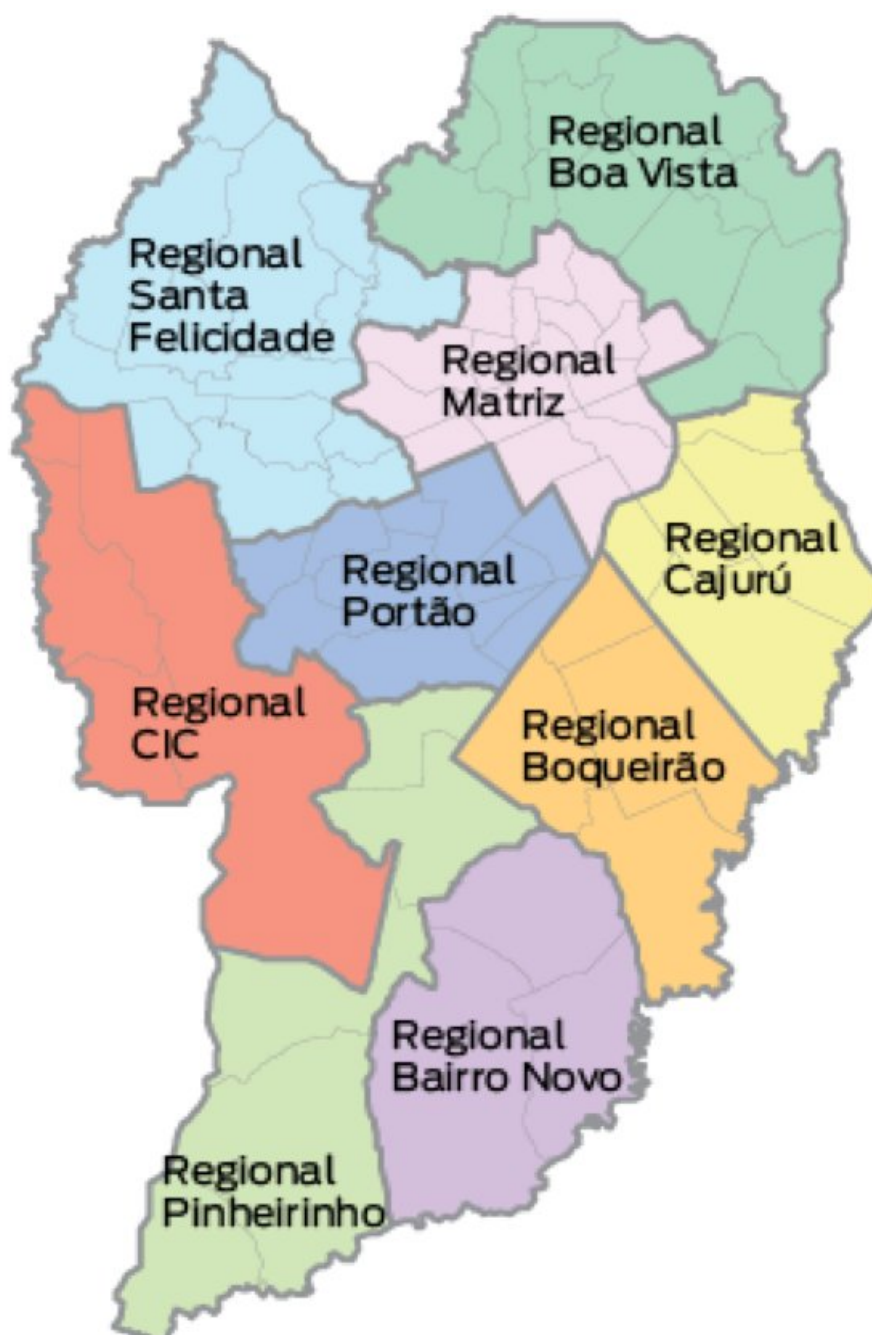 Regional
Boa Vista
Regional
Santa
Felicidade
Regional
Matriz
Regional
Cajurú
Regional
Portão
Regional
CIC
Regional
Boqueirão
Regional
Bairro Novo
Regional
Pinheirinho